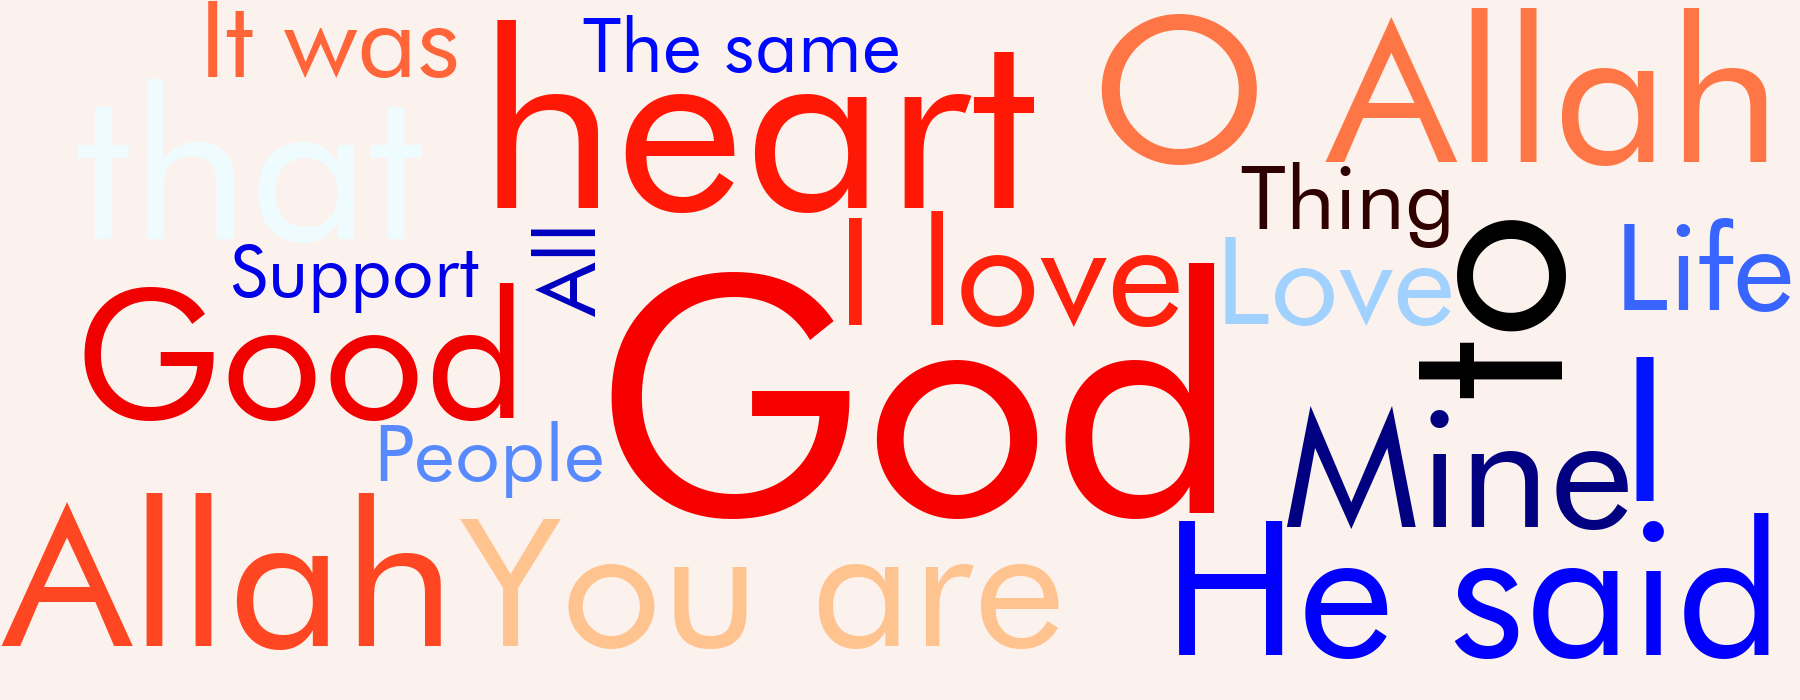 It was
The same
heart
O Allah
that
Thing
Support
All
I love
Love
O
Life
Good
God
t
I
People
Mine
Allah
You are
He said